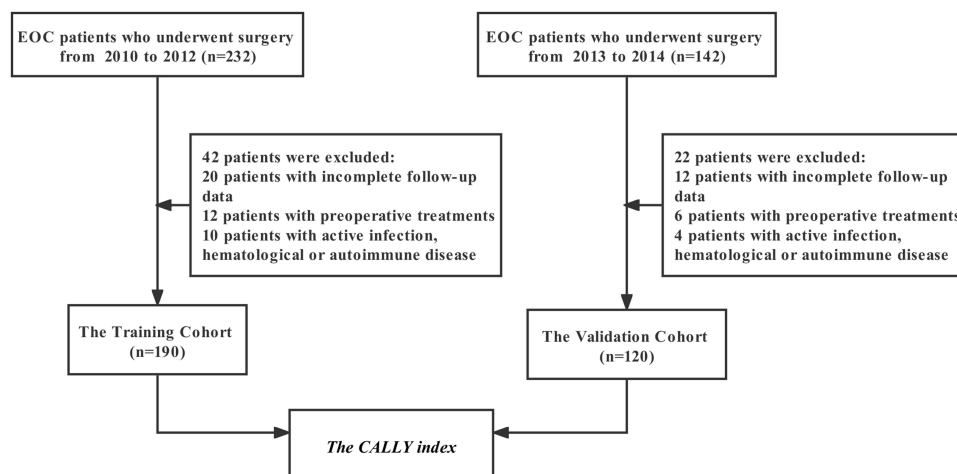 EOC patients who underwent surgery
from 2010 to 2012 (n=232)
EOC patients who underwent surgery
from 2013 to 2014 (n=142)
42 patients were excluded:
20 patients with incomplete follow-up
data
12 patients with preoperative treatments
10 patients with active infection,
hematological or autoimmune disease
22 patients were excluded:
12 patients with incomplete follow-up
data
6 patients with preoperative treatments
4 patients with active infection,
hematological or autoimmune disease
The Training Cohort
(n=190)
The Validation Cohort
(n=120)
The CALLY index